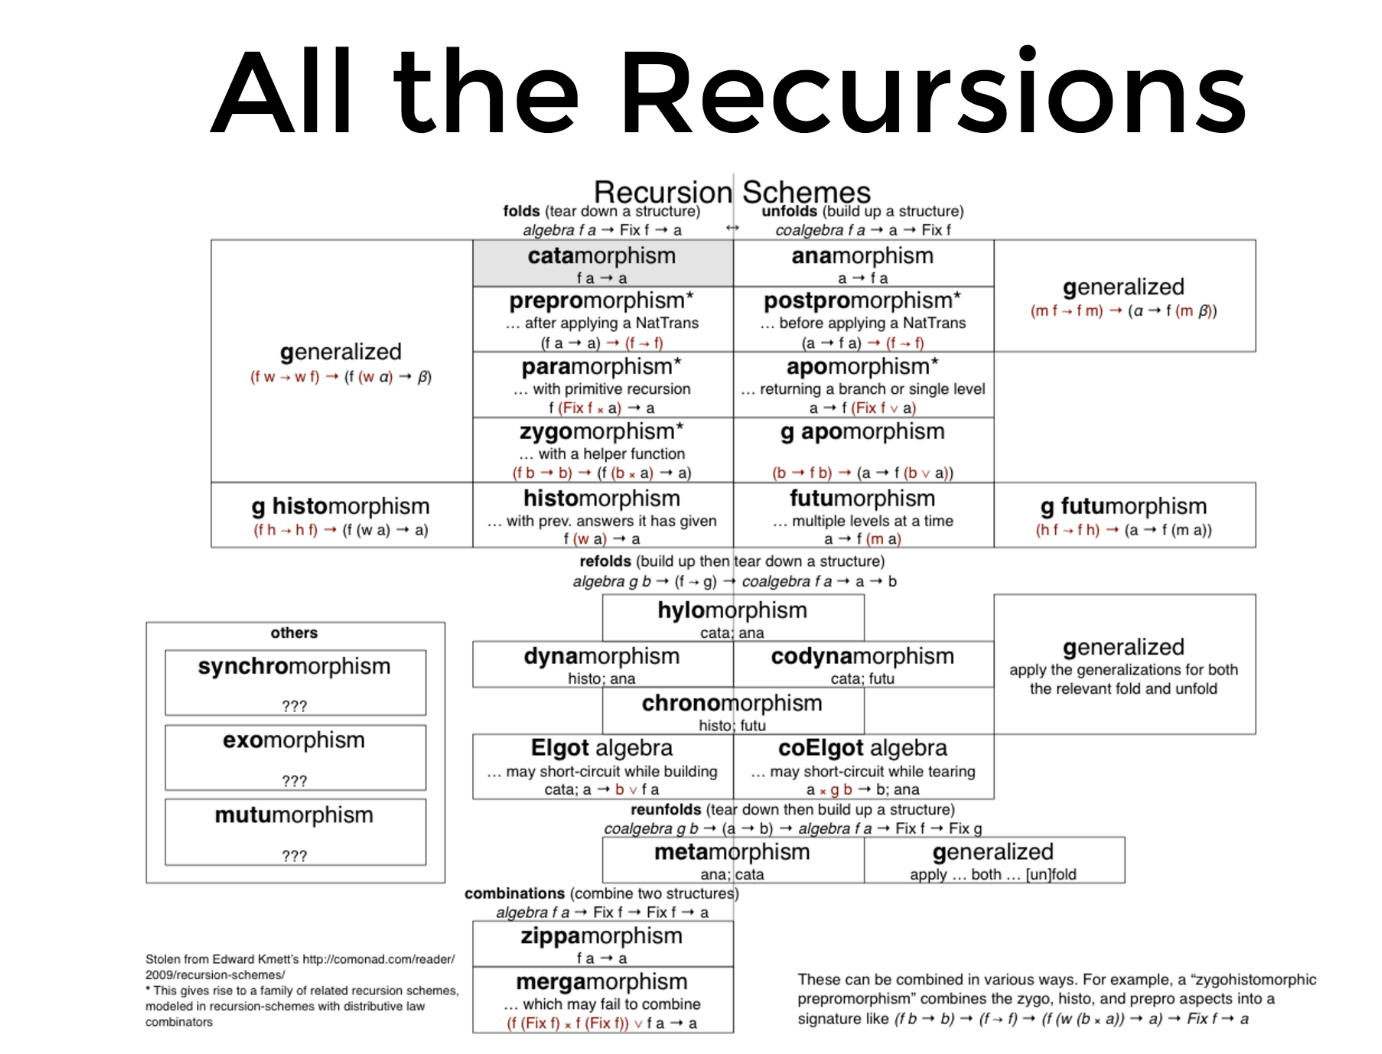 All the Recursions
Recursion Schemes
folds (tear down a structure)
algebra f a → Fix f → a
↔
unfolds (build up a structure)
coalgebra f a → a → Fix f
generalized
(f w → w f) → (f (w α) → β)
catamorphism
f a → a
anamorphism
a → f a
generalized
(m f → f m) → (α → f (m β))
prepromorphism*
… after applying a NatTrans
(f a → a) → (f → f)
postpromorphism*
… before applying a NatTrans
(a → f a) → (f → f)
paramorphism*
… with primitive recursion
f (Fix f × a) → a
apomorphism*
… returning a branch or single level
a → f (Fix f ∨ a)
zygomorphism*
… with a helper function
(f b → b) → (f (b × a) → a)
g apomorphism
(b → f b) → (a → f (b ∨ a))
g histomorphism
(f h → h f) → (f (w a) → a)
histomorphism
… with prev. answers it has given
f (w a) → a
futumorphism
… multiple levels at a time
a → f (m a)
g futumorphism
(h f → f h) → (a → f (m a))
refolds (build up then tear down a structure)
algebra g b → (f → g) → coalgebra f a → a → b
hylomorphism
cata; ana
dynamorphism
histo; ana
codynamorphism
cata; futu
chronomorphism
histo; futu
generalized
apply the generalizations for both
the relevant fold and unfold
Elgot algebra
… may short-circuit while building
cata; a → b ∨ f a
coElgot algebra
… may short-circuit while tearing
a × g b → b; ana
others
synchromorphism
???
exomorphism
???
mutumorphism
???
reunfolds (tear down then build up a structure)
coalgebra g b → (a → b) → algebra f a → Fix f → Fix g
metamorphism
ana; cata
generalized
apply … both … [un]fold
combinations (combine two structures)
algebra f a → Fix f → Fix f → a
zippamorphism
f a → a
mergamorphism
… which may fail to combine
(f (Fix f) × f (Fix f)) ∨ f a → a
Stolen from Edward Kmett’s http://comonad.com/reader/
2009/recursion-schemes/
* This gives rise to a family of related recursion schemes,
modeled in recursion-schemes with distributive law
combinators
These can be combined in various ways. For example, a “zygohistomorphic
prepromorphism” combines the zygo, histo, and prepro aspects into a
signature like (f b → b) → (f → f) → (f (w (b × a)) → a) → Fix f → a